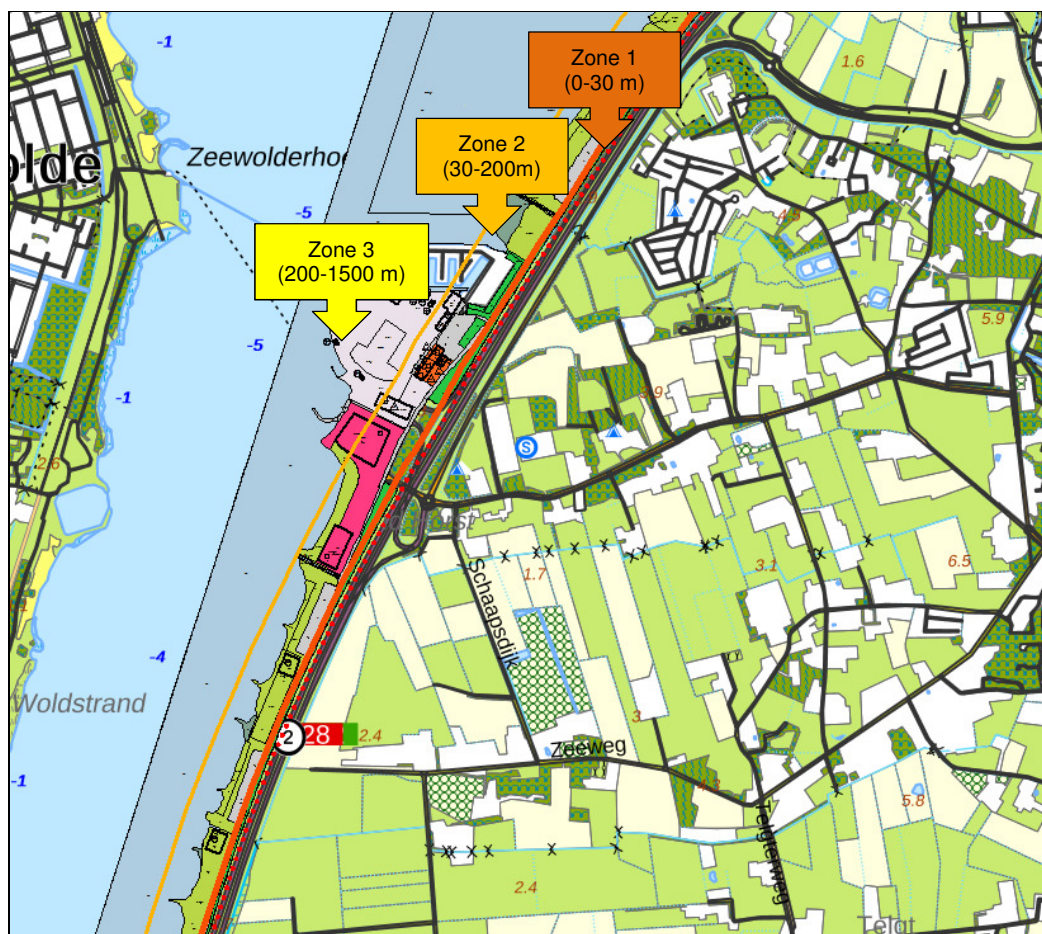 Zone 1
(0-30 m)
-1
1.6
olde
Zeewolderhoe
Zone 2
(30-200m)
-5
4.5
Zone 3
(200-1500 m)
5.9
-5
-1
S
2.6
1.7
3.1
6.5
Schaapsdijk
-4
Woldstrand
2
28
2.4
3
Zeeweg
-1
5.8
Telgterweg
2.4
Telgt